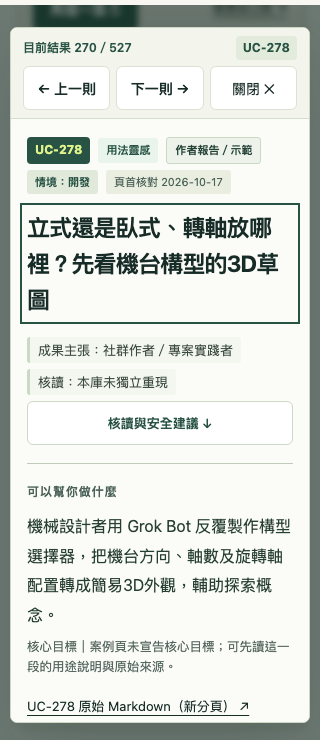 目前結果 270 / 527
UC-278
← 上一則
下一則 →
關閉 ×
UC-278
用法靈感
作者報告 / 示範
情境：開發
頁首核對 2026-10-17
立式還是臥式、轉軸放哪
裡？先看機台構型的3D草
圖
成果主張：社群作者 / 專案實踐者
核讀：本庫未獨立重現
核讀與安全建議 ↓
可以幫你做什麼
機械設計者用 Grok Bot 反覆製作構型
選擇器，把機台方向、軸數及旋轉軸
配置轉成簡易3D外觀，輔助探索概
念。
核心目標｜案例頁未宣告核心目標；可先讀這一
段的用途說明與原始來源。
UC-278 原始 Markdown（新分頁） ↗